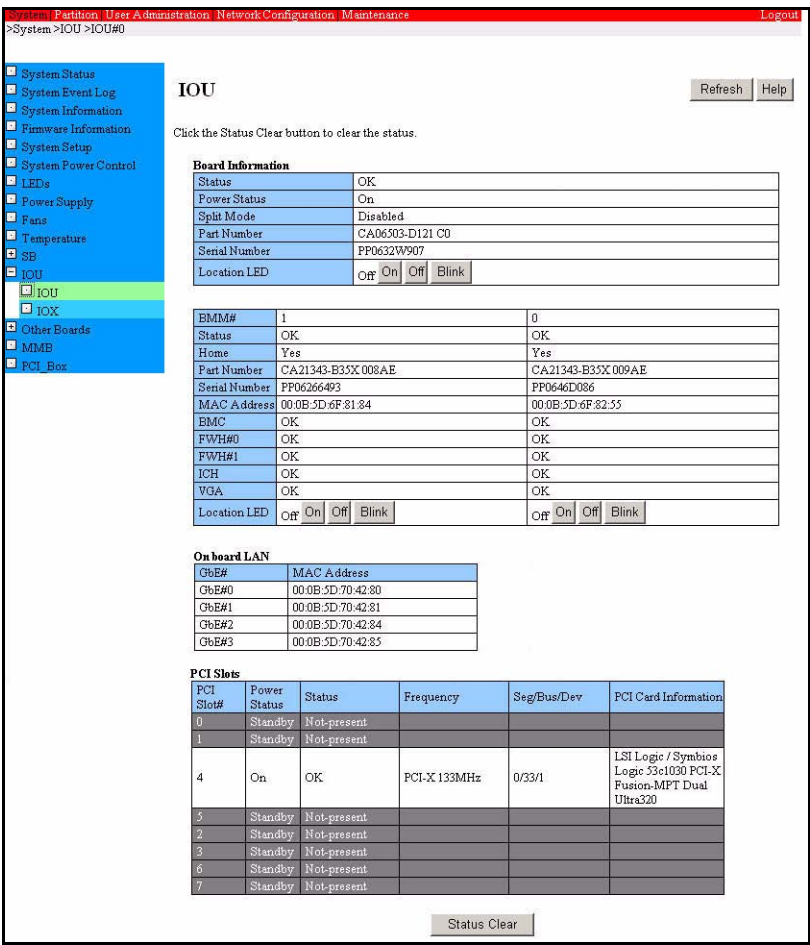 System Partition User Administration Network Configuration Maintenance Logout
>System >IOU >IOU#0
System Status
System Event Log
System Information
Firmware Information
System Setup
System Power Control
LEDs
Power Supply
Fans
Temperature
SB
IOU
IOU
IOX
Other Boards
MMB
PCI_Box
IOU
Refresh Help
Click the Status Clear button to clear the status.
Board Information
Status OK
Power Status On
Split Mode Disabled
Part Number CA06503-D121 C0
Serial Number PP0632W907
Location LED Off On Off Blink
BMM# 1 0
Status OK OK
Home Yes Yes
Part Number CA21343-B35X 008AE CA21343-B35X 009AE
Serial Number PP06266493 PP0646D086
MAC Address 00:0B:5D:6F:81:84 00:0B:5D:6F:82:55
BMC OK OK
FWH#0 OK OK
FWH#1 OK OK
ICH OK OK
VGA OK OK
Location LED Off On Off Blink Off On Off Blink
On board LAN
GbE# MAC Address
GbE#0 00:0B:5D:70:42:80
GbE#1 00:0B:5D:70:42:81
GbE#2 00:0B:5D:70:42:84
GbE#3 00:0B:5D:70:42:85
PCI Slots
PCI Slot# Power Status Status Frequency Seg/Bus/Dev PCI Card Information
0 Standby Not-present
1 Standby Not-present
4 On OK PCI-X 133MHz 0/33/1 LSI Logic / Symbios
Logic 53c1030 PCI-X
Fusion-MPT Dual
Ultra320
5 Standby Not-present
2 Standby Not-present
3 Standby Not-present
6 Standby Not-present
7 Standby Not-present
Status Clear